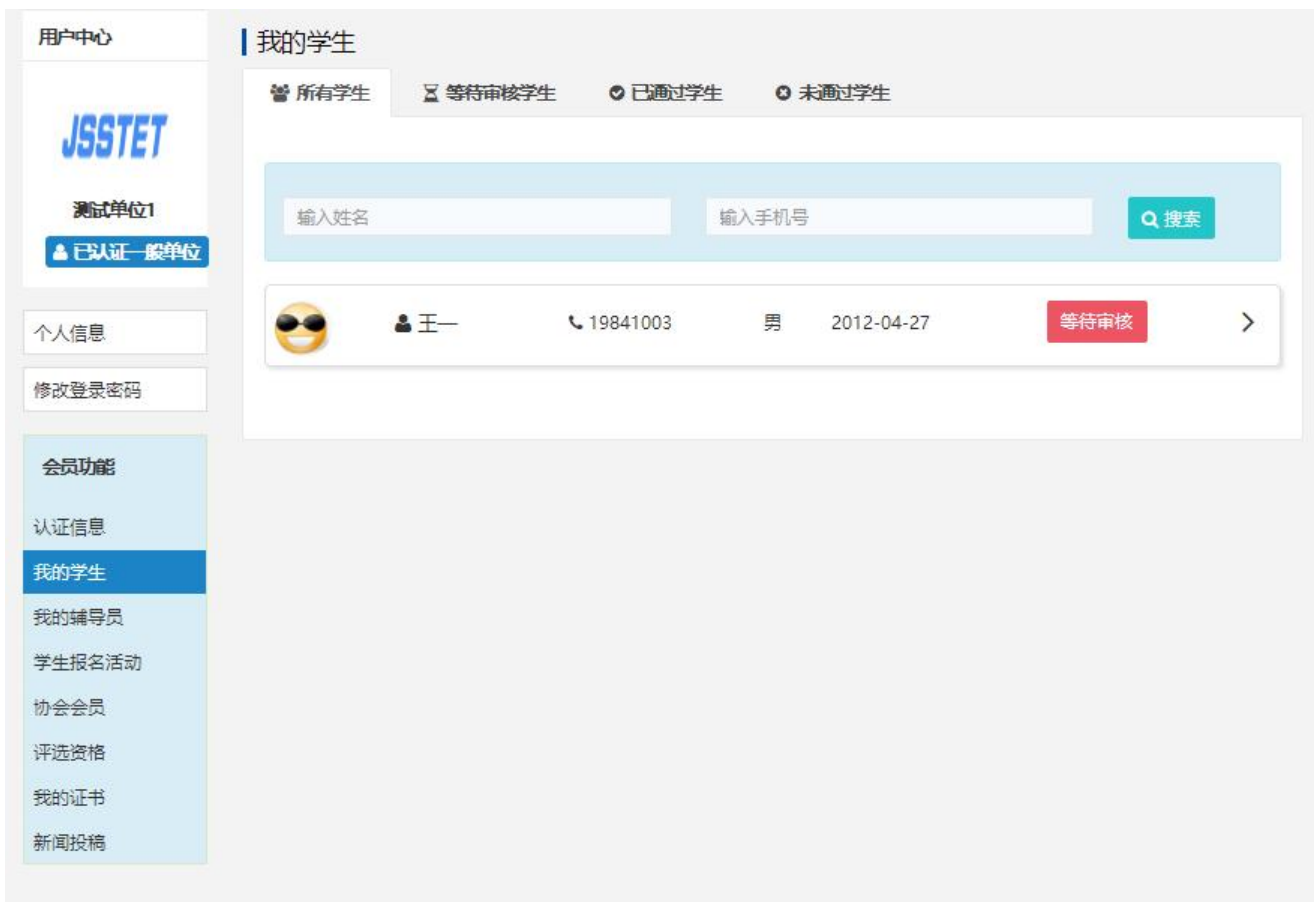 用户中心
JSSTET
测试单位1
已认证一般单位
个人信息
修改登录密码
会员功能
认证信息
我的学生
我的辅导员
学生报名活动
协会会员
评选资格
我的证书
新闻投稿
我的学生
所有学生 等待审核学生 已通过学生 未通过学生
输入姓名 输入手机号 搜索
王一 19841003 男 2012-04-27 等待审核